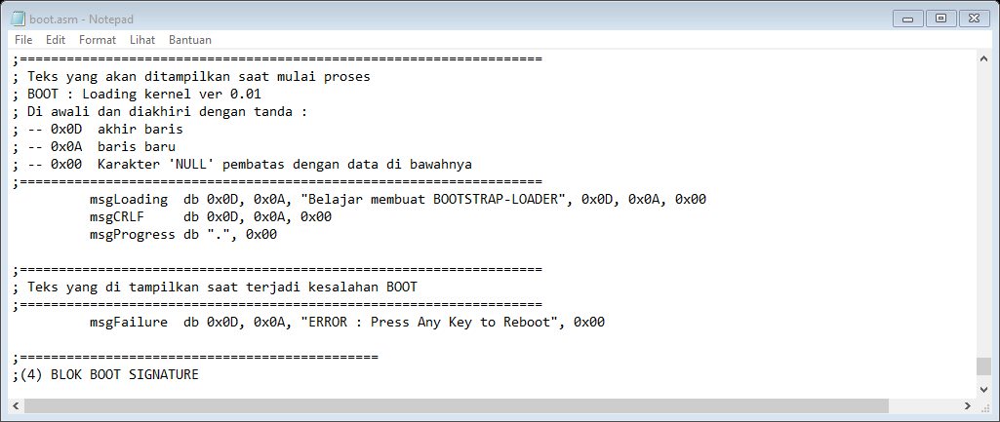 boot.asm - Notepad
File Edit Format Lihat Bantuan
;===================================================================
; Teks yang akan ditampilkan saat mulai proses
; BOOT : Loading kernel ver 0.01
; Di awali dan diakhiri dengan tanda :
; -- 0x0D  akhir baris
; -- 0x0A  baris baru
; -- 0x00  Karakter 'NULL' pembatas dengan data di bawahnya
;===================================================================
          msgLoading  db 0x0D, 0x0A, "Belajar membuat BOOTSTRAP-LOADER", 0x0D, 0x0A, 0x00
          msgCRLF     db 0x0D, 0x0A, 0x00
          msgProgress db ".", 0x00
;===================================================================
; Teks yang di tampilkan saat terjadi kesalahan BOOT
;===================================================================
          msgFailure  db 0x0D, 0x0A, "ERROR : Press Any Key to Reboot", 0x00
;==============================================
;(4) BLOK BOOT SIGNATURE